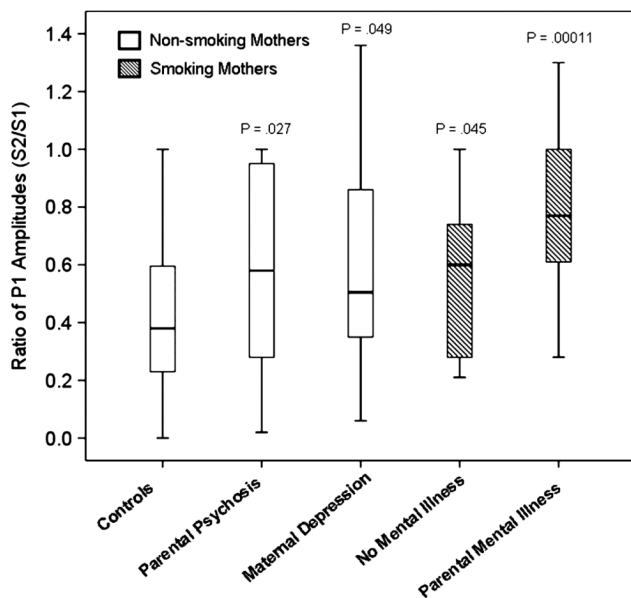 Non-smoking Mothers
Smoking Mothers
P = .049
P = .00011
P = .027
P = .045
Ratio of P1 Amplitudes (S2/S1)
1.4
1.2
1.0
0.8
0.6
0.4
0.2
0.0
Controls
Parental Psychosis
Maternal Depression
No Mental Illness
Parental Mental Illness